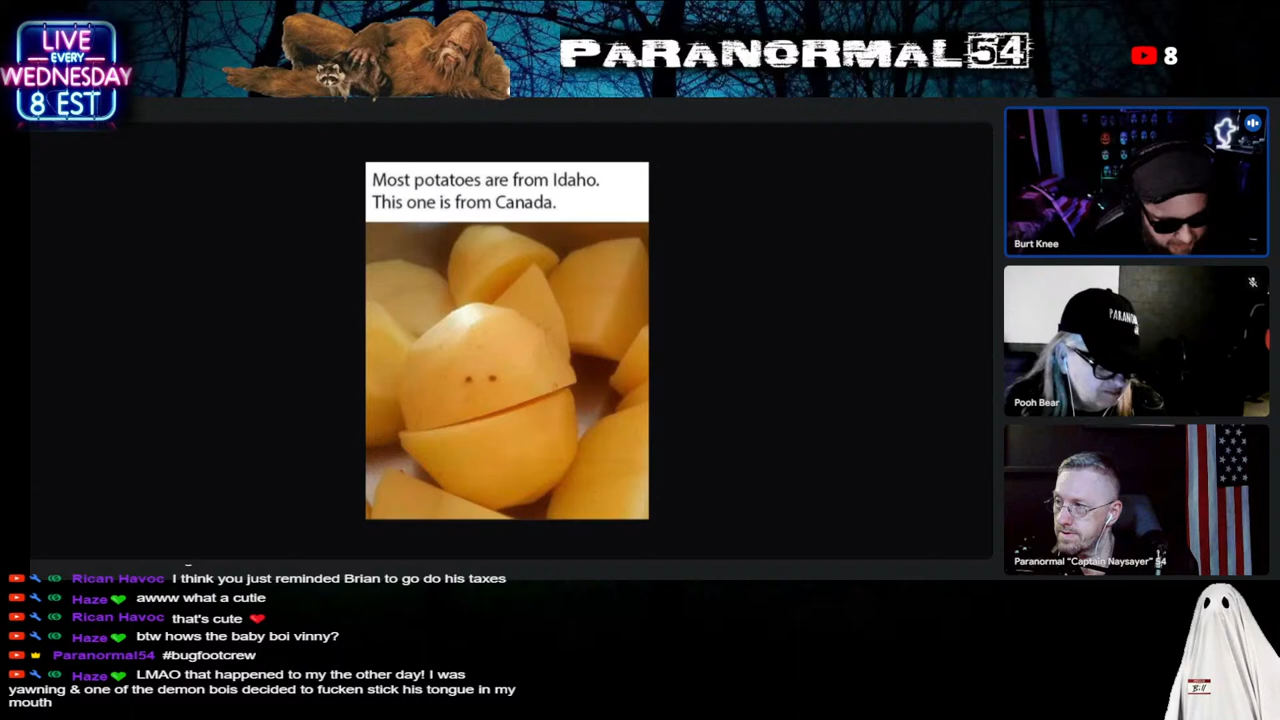 LIVE
EVERY
WEDNESDAY
8 EST
PARANORMAL 54
8
Most potatoes are from Idaho.
This one is from Canada.
Burt Knee
PARANORM
Pooh Bear
Paranormal “Captain Naysayer” 54
Rican Havoc I think you just reminded Brian to go do his taxes
Haze💚 awww what a cutie
Rican Havoc that's cute ❤️
Haze💚 btw hows the baby boi vinny?
Paranormal54 #bugfootcrew
Haze💚 LMAO that happened to my the other day! I was
yawning & one of the demon bois decided to fucken stick his tongue in my
mouth
Bill